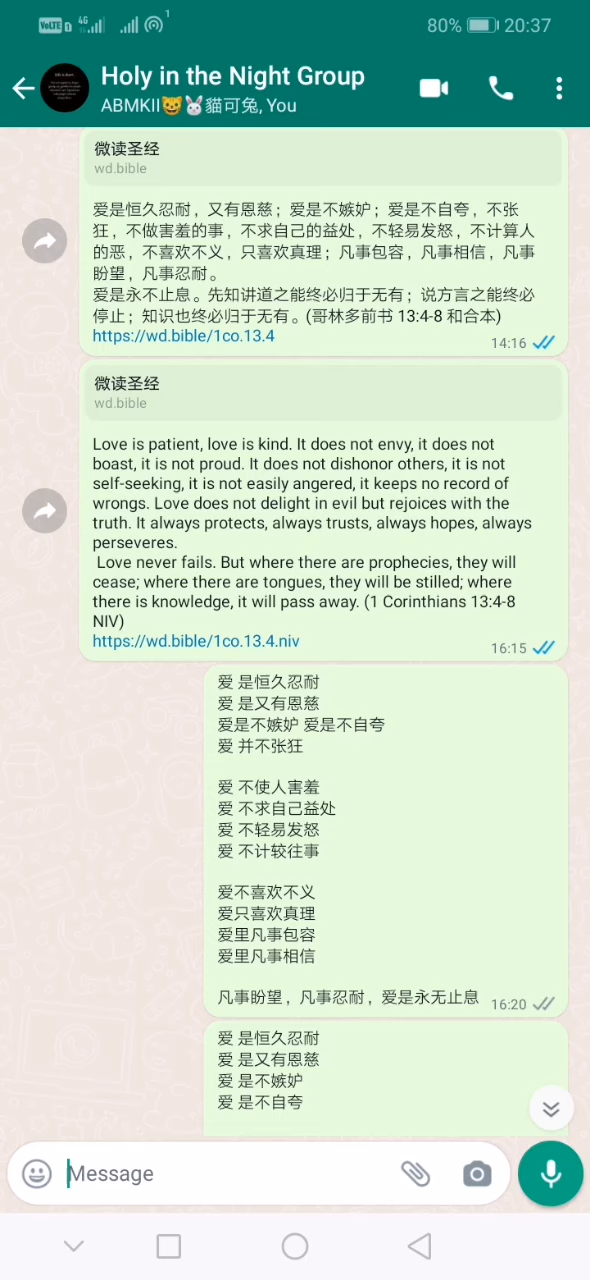 VoLTE 4G 1 80% 20:37
Holy in the Night Group
ABMKII😺🐰貓可兔, You
微读圣经
wd.bible
爱是恒久忍耐，又有恩慈；爱是不嫉妒；爱是不自夸，不张
狂，不做害羞的事，不求自己的益处，不轻易发怒，不计算人
的恶，不喜欢不义，只喜欢真理；凡事包容，凡事相信，凡事
盼望，凡事忍耐。
爱是永不止息。先知讲道之能终必归于无有；说方言之能终必
停止；知识也终必归于无有。(哥林多前书 13:4-8 和合本)
https://wd.bible/1co.13.4
14:16
微读圣经
wd.bible
Love is patient, love is kind. It does not envy, it does not
boast, it is not proud. It does not dishonor others, it is not
self-seeking, it is not easily angered, it keeps no record of
wrongs. Love does not delight in evil but rejoices with the
truth. It always protects, always trusts, always hopes, always
perseveres.
Love never fails. But where there are prophecies, they will
cease; where there are tongues, they will be stilled; where
there is knowledge, it will pass away. (1 Corinthians 13:4-8
NIV)
https://wd.bible/1co.13.4.niv
16:15
爱 是恒久忍耐
爱 是又有恩慈
爱是不嫉妒 爱是不自夸
爱 并不张狂
爱 不使人害羞
爱 不求自己益处
爱 不轻易发怒
爱 不计较往事
爱不喜欢不义
爱只喜欢真理
爱里凡事包容
爱里凡事相信
凡事盼望，凡事忍耐，爱是永无止息
16:20
爱 是恒久忍耐
爱 是又有恩慈
爱 是不嫉妒
爱 是不自夸
Message